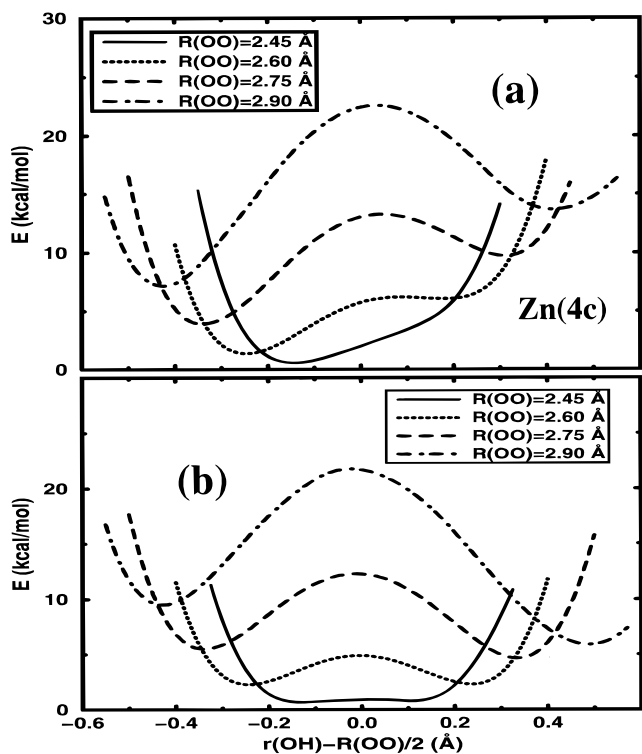 30
20
10
0
E (kcal/mol)
R(OO)=2.45 Å
R(OO)=2.60 Å
R(OO)=2.75 Å
R(OO)=2.90 Å
(a)
Zn(4c)
20
10
0
E (kcal/mol)
R(OO)=2.45 Å
R(OO)=2.60 Å
R(OO)=2.75 Å
R(OO)=2.90 Å
(b)
−0.6 −0.4 −0.2 0.0 0.2 0.4
r(OH)−R(OO)/2 (Å)